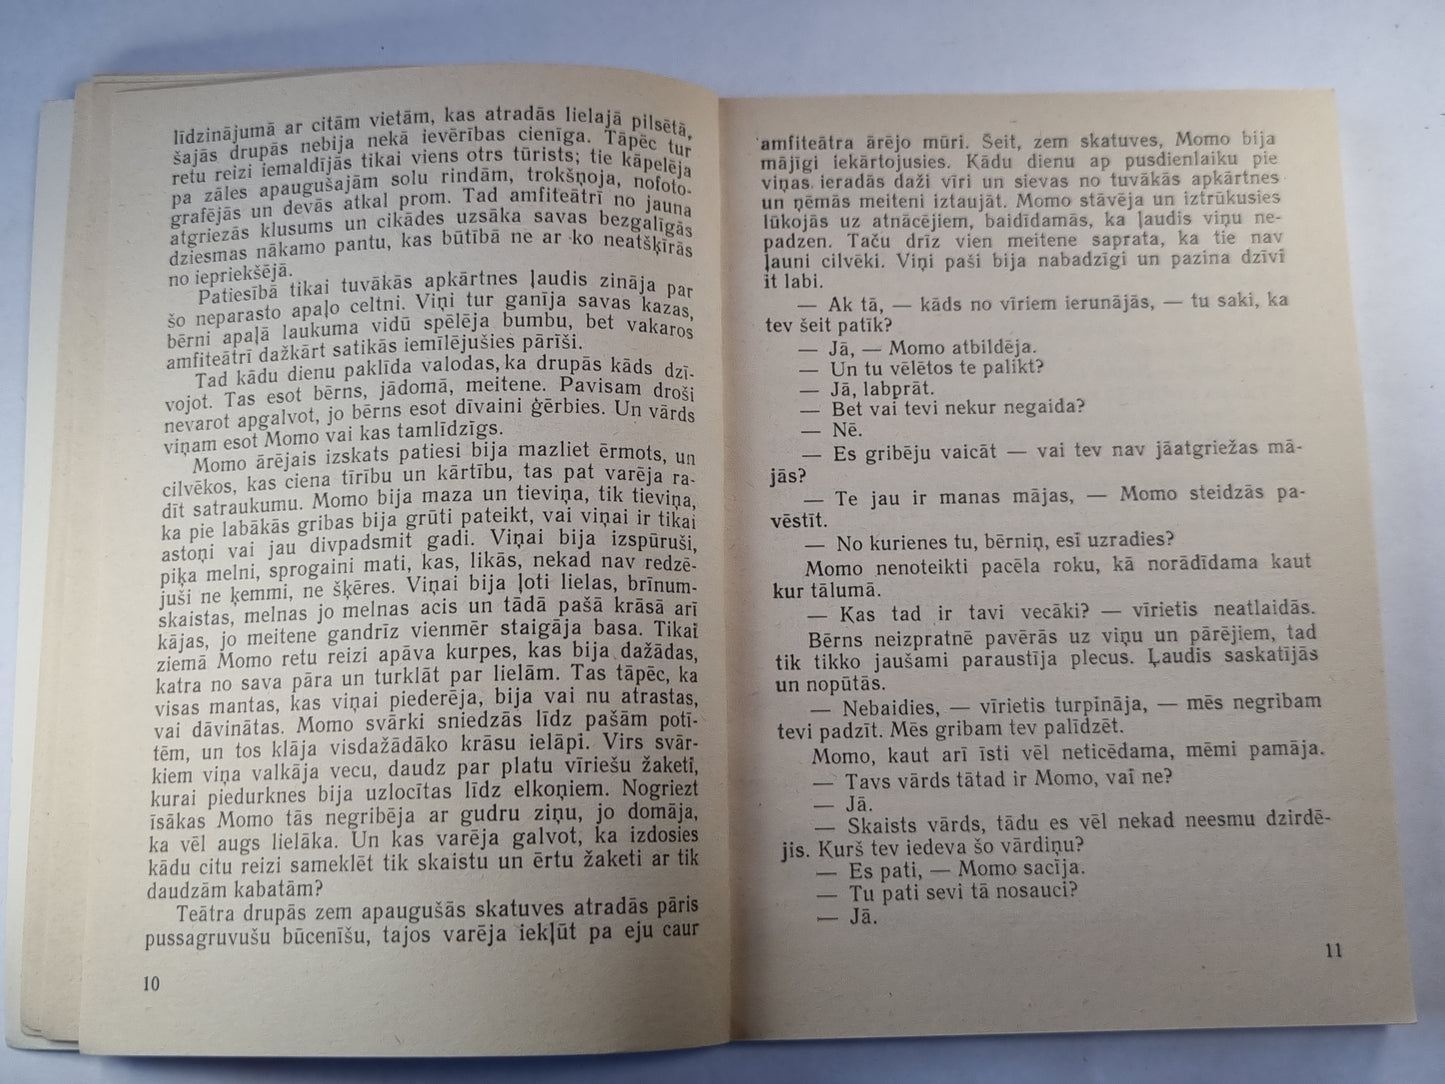 līdzinājumā ar citām vietām, kas atradās lielajā pilsētā,
šajās drupās nebija nekā ievērības cienīga. Tāpēc tur
retu reizi iemaldījās tikai viens otrs tūrists; tie kāpelēja
pa zāles apaugušajām solu rindām, trokšņoja, nofoto-
grafējās un devās atkal prom. Tad amfiteātrī no jauna
atgriezās klusums un cikādes uzsāka savas bezgalīgās
dziesmas nākamo pantu, kas būtībā ne ar ko neatšķīrās
no iepriekšējā.
Patiesībā tikai tuvākās apkārtnes ļaudis zināja par
šo neparasto apaļo celtni. Viņi tur ganīja savas kazas,
bērni apaļā laukuma vidū spēlēja bumbu, bet vakaros
amfiteātrī dažkārt satikās iemīlējušies pārīši.
Tad kādu dienu paklīda valodas, ka drupās kāds dzī-
vojot. Tas esot bērns, jādomā, meitene. Pavisam droši
nevarot apgalvot, jo bērns esot dīvaini ģērbies. Un vārds
viņam esot Momo vai kas tamlīdzīgs.
Momo ārējais izskats patiesi bija mazliet ērmots, un
cilvēkos, kas ciena tīrību un kārtību, tas pat varēja ra-
dīt satraukumu. Momo bija maza un tieviņa, tik tieviņa,
ka pie labākās gribas bija grūti pateikt, vai viņai ir tikai
astoņi vai jau divpadsmit gadi. Viņai bija izspūruši,
piķa melni, sprogaini mati, kas, likās, nekad nav redzē-
juši ne ķemmi, ne šķēres. Viņai bija ļoti lielas, brīnum-
skaistas, melnas jo melnas acis un tādā pašā krāsā arī
kājas, jo meitene gandrīz vienmēr staigāja basa. Tikai
ziemā Momo retu reizi apāva kurpes, kas bija dažādas,
katra no sava pāra un turklāt par lielām. Tas tāpēc, ka
visas mantas, kas viņai piederēja, bija vai nu atrastas,
vai dāvinātas. Momo svārki sniedzās līdz pašām potī-
tēm, un tos klāja visdažādāko krāsu ielāpi. Virs svār-
kiem viņa valkāja vecu, daudz par platu vīriešu žaketi,
kurai piedurknes bija uzlocītas līdz elkoņiem. Nogriezt
īsākas Momo tās negribēja ar gudru ziņu, jo domāja,
ka vēl augs lielāka. Un kas varēja galvot, ka izdosies
kādu citu reizi sameklēt tik skaistu un ērtu žaketi ar tik
daudzām kabatām?
Teātra drupās zem apaugušās skatuves atradās pāris
pussagruvušu būcenīšu, tajos varēja iekļūt pa eju caur
10
amfiteātra ārējo mūri. Šeit, zem skatuves, Momo bija
mājīgi iekārtojusies. Kādu dienu ap pusdienlaiku pie
viņas ieradās daži vīri un sievas no tuvākās apkārtnes
un ņēmās meiteni iztaujāt. Momo stāvēja un iztrūkusies
lūkojās uz atnācējiem, baidīdamās, ka ļaudis viņu ne-
padzen. Taču drīz vien meitene saprata, ka tie nav
ļauni cilvēki. Viņi paši bija nabadzīgi un pazina dzīvi
it labi.
— Ak tā, — kāds no vīriem ierunājās, — tu saki, ka
tev šeit patīk?
— Jā, — Momo atbildēja.
— Un tu vēlētos te palikt?
— Jā, labprāt.
— Bet vai tevi nekur negaida?
— Nē.
— Es gribēju vaicāt — vai tev nav jāatgriežas mā-
jās?
— Te jau ir manas mājas, — Momo steidzās pa-
vēstīt.
— No kurienes tu, bērniņ, esi uzradies?
Momo nenoteikti pacēla roku, kā norādīdama kaut
kur tālumā.
— Kas tad ir tavi vecāki? — vīrietis neatlaidās.
Bērns neizpratnē pavērās uz viņu un pārējiem, tad
tik tikko jaušami paraustīja plecus. Ļaudis saskatījās
un nopūtās.
— Nebaidies, — vīrietis turpināja, — mēs negribam
tevi padzīt. Mēs gribam tev palīdzēt.
Momo, kaut arī īsti vēl neticēdama, mēmi pamāja.
— Tavs vārds tātad ir Momo, vai ne?
— Jā.
— Skaists vārds, tādu es vēl nekad neesmu dzirdē-
jis. Kurš tev iedeva šo vārdiņu?
— Es pati, — Momo sacīja.
— Tu pati sevi tā nosauci?
— Jā.
11